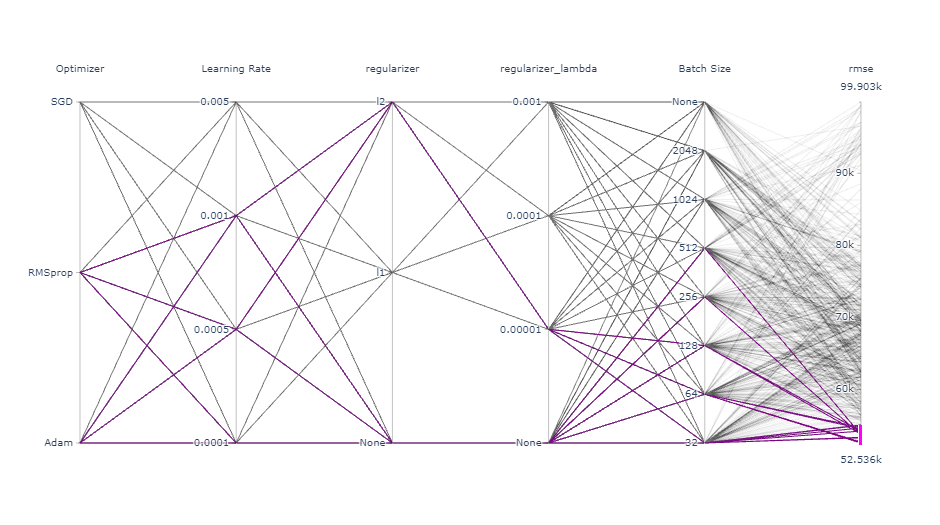 Optimizer Learning Rate regularizer regularizer_lambda Batch Size rmse
99.903k
SGD 0.005 l2 0.001 None
2048
90k
1024
0.001 0.0001
512 80k
RMSprop l1
256
70k
0.0005 0.00001
128
60k
64
Adam 0.0001 None None 32
52.536k